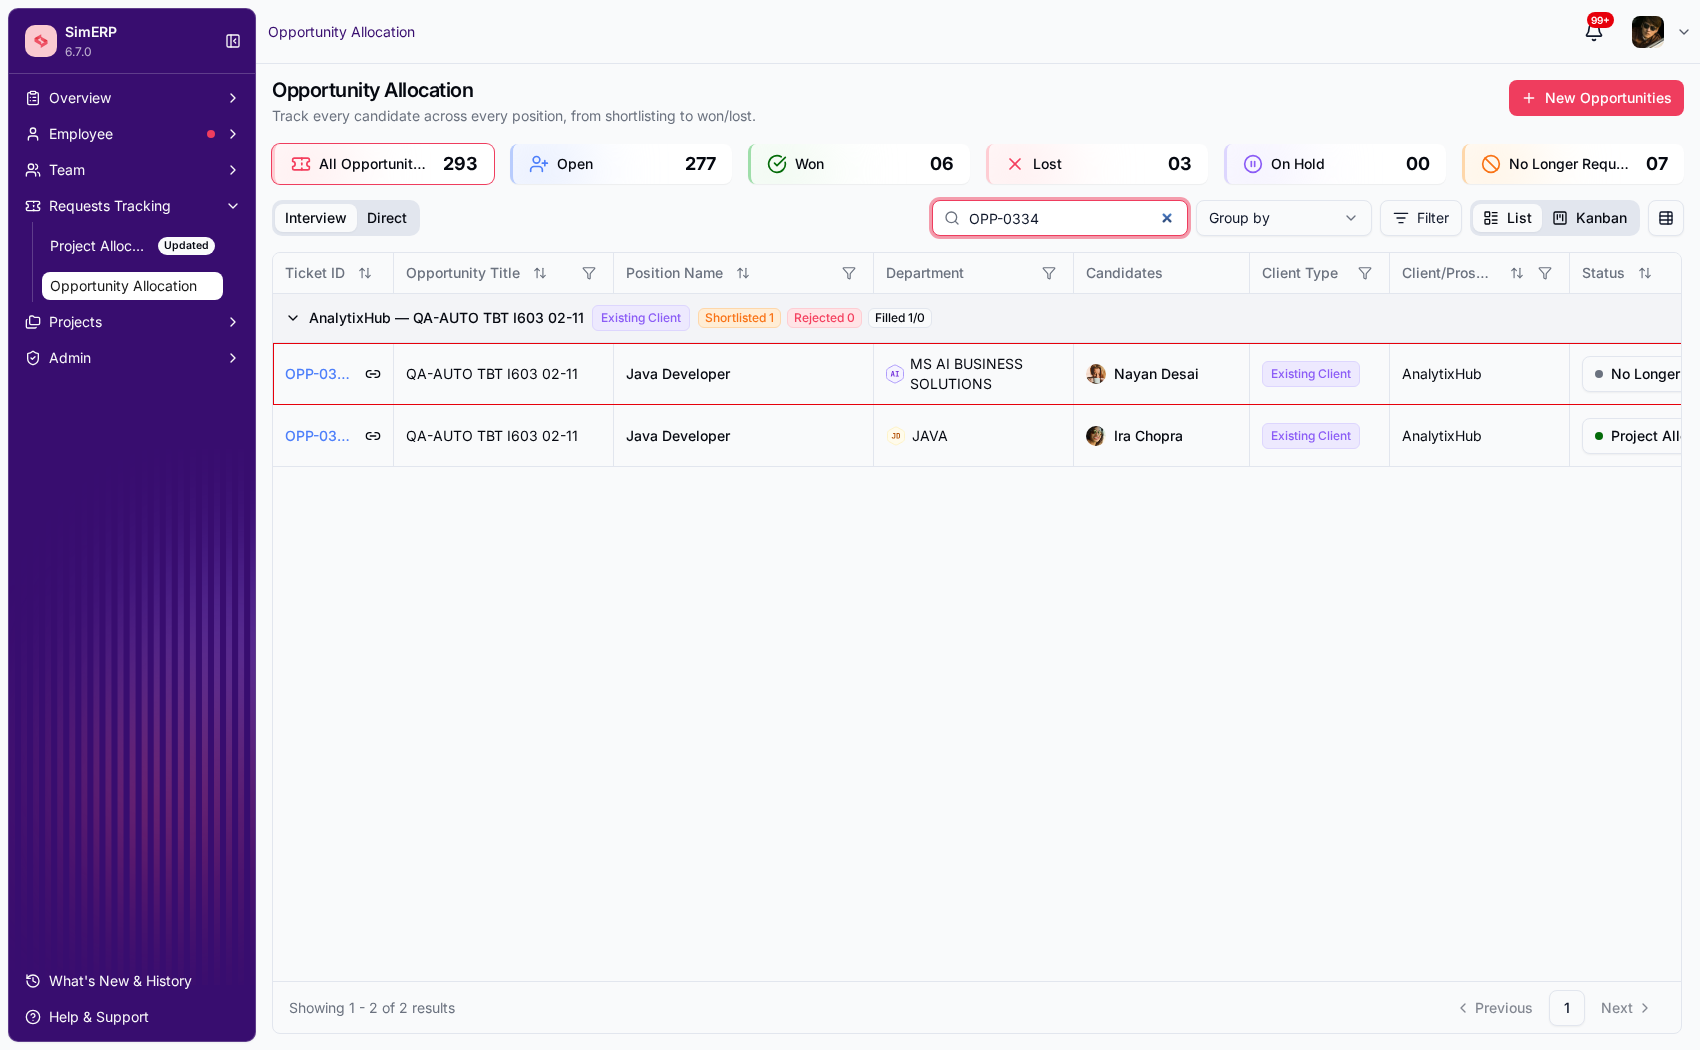 SimERP
6.7.0
Overview
Employee
Team
Requests Tracking
Project Alloc... Updated
Opportunity Allocation
Projects
Admin
What's New & History
Help & Support
Opportunity Allocation
99+
Opportunity Allocation
Track every candidate across every position, from shortlisting to won/lost.
New Opportunities
All Opportunit... 293
Open 277
Won 06
Lost 03
On Hold 00
No Longer Requ... 07
Interview Direct
OPP-0334
Group by
Filter
List Kanban
Ticket ID Opportunity Title Position Name Department Candidates Client Type Client/Pros... Status
AnalytixHub — QA-AUTO TBT I603 02-11 Existing Client Shortlisted 1 Rejected 0 Filled 1/0
OPP-03... QA-AUTO TBT I603 02-11 Java Developer AI MS AI BUSINESS SOLUTIONS Nayan Desai Existing Client AnalytixHub No Longer
OPP-03... QA-AUTO TBT I603 02-11 Java Developer JD JAVA Ira Chopra Existing Client AnalytixHub Project All
Showing 1 - 2 of 2 results
Previous 1 Next